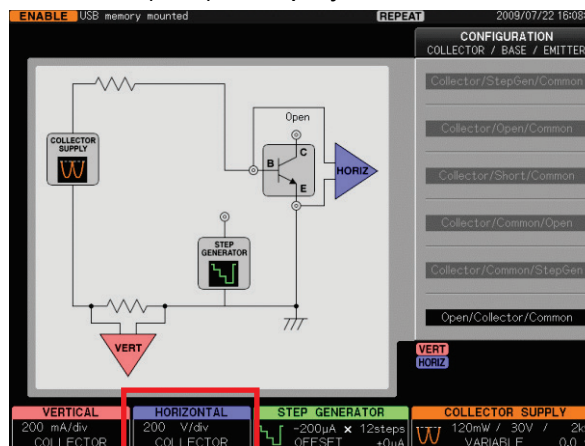 ENABLE USB memory mounted REPEAT 2009/07/22 16:08
CONFIGURATION
COLLECTOR / BASE / EMITTER
Collector/StepGen/Common
Collector/Open/Common
Collector/Short/Common
Collector/Common/Open
Collector/Common/StepGen
Open/Collector/Common
Open
COLLECTOR
SUPPLY
B
C
E
HORIZ
STEP
GENERATOR
VERT
VERT
HORIZ
VERTICAL
200 mA/div
COLLECTOR
HORIZONTAL
200 V/div
COLLECTOR
STEP GENERATOR
-200µA × 12steps
OFFSET +0µA
COLLECTOR SUPPLY
120mW / 30V / 2k
VARIABLE 0.0